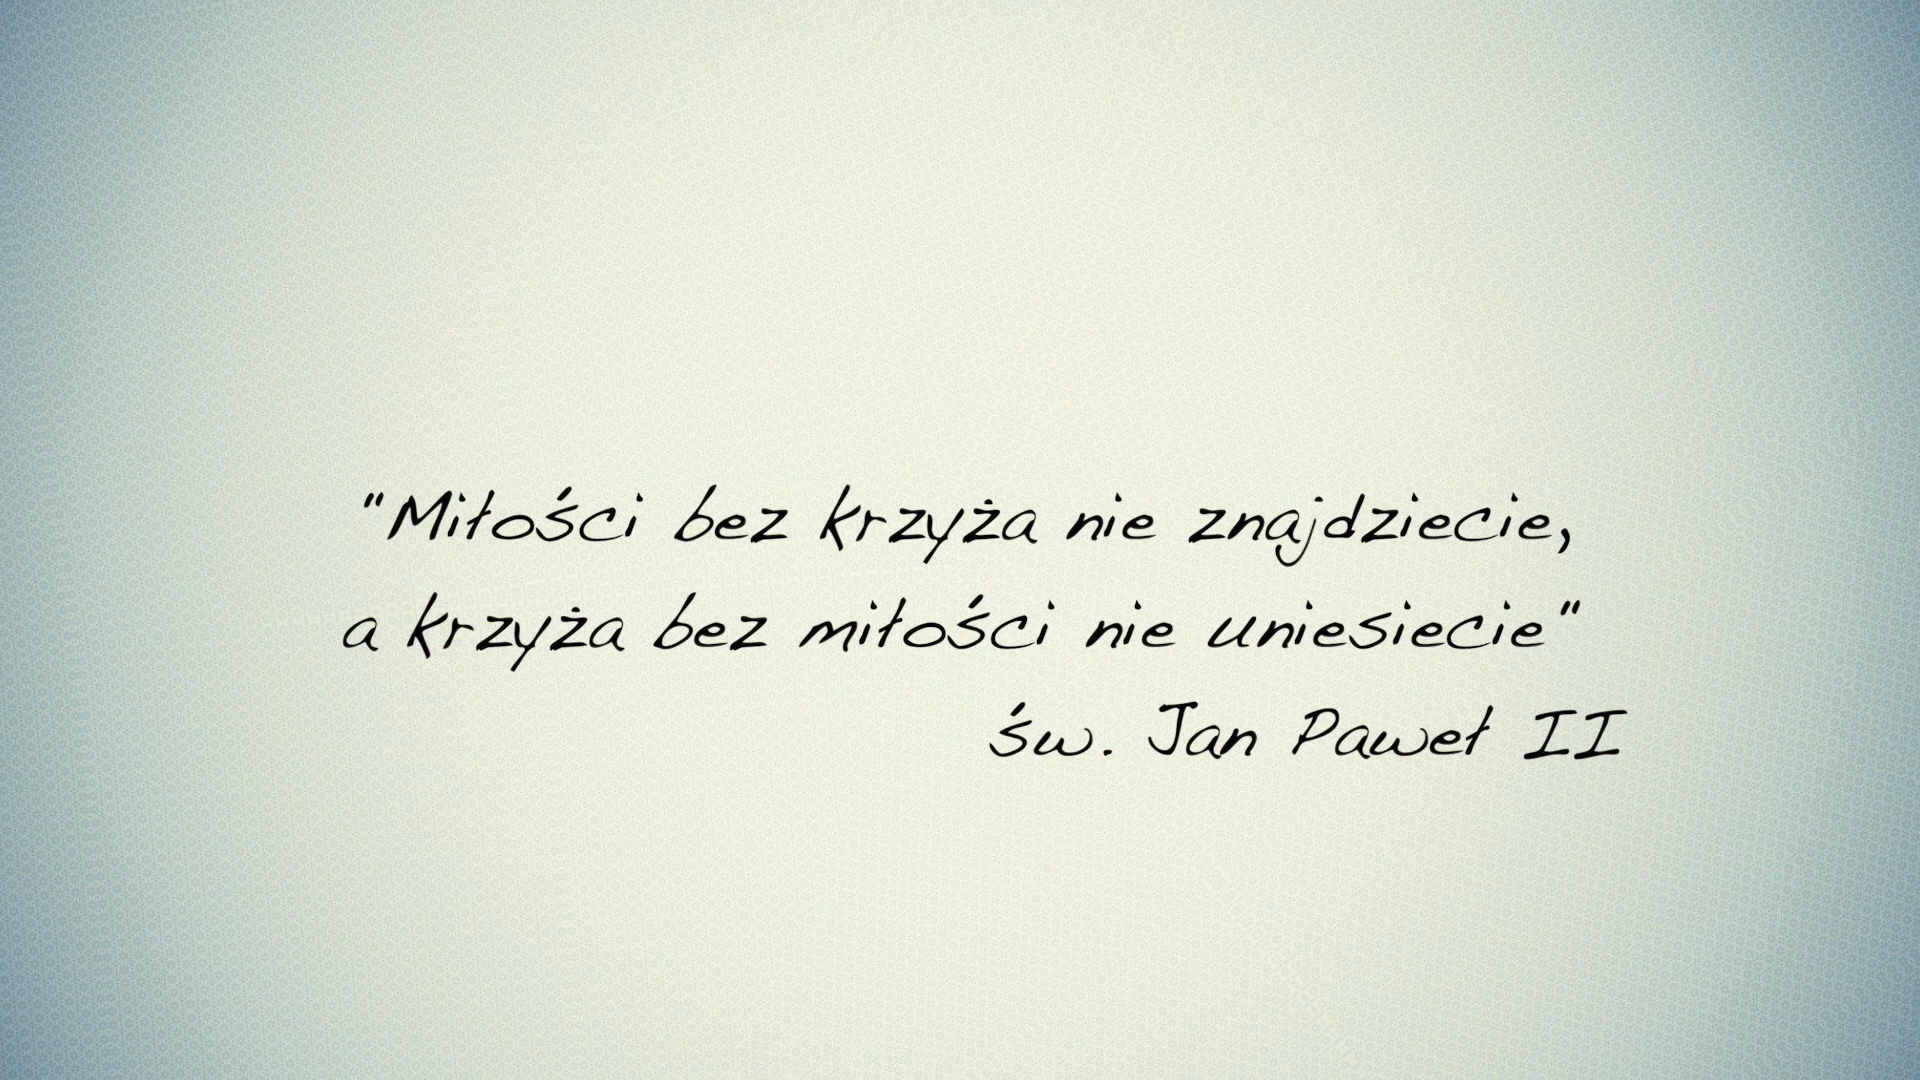 "Miłości bez krzyża nie znajdziecie,
a krzyża bez miłości nie uniesiecie"
św. Jan Paweł II